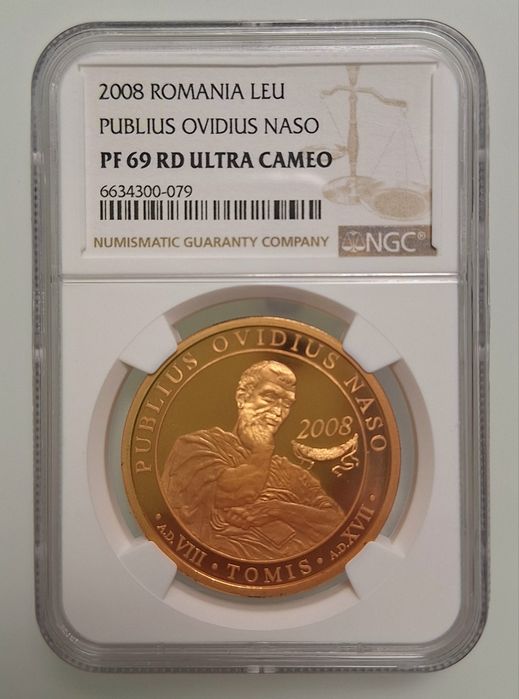 2008 ROMANIA LEU
PUBLIUS OVIDIUS NASO
PF 69 RD ULTRA CAMEO
6634300-079
NUMISMATIC GUARANTY COMPANY
NGC®
PUBLIUS OVIDIUS NASO
2008
• A.D. VIII • TOMIS • A.D. XVII •